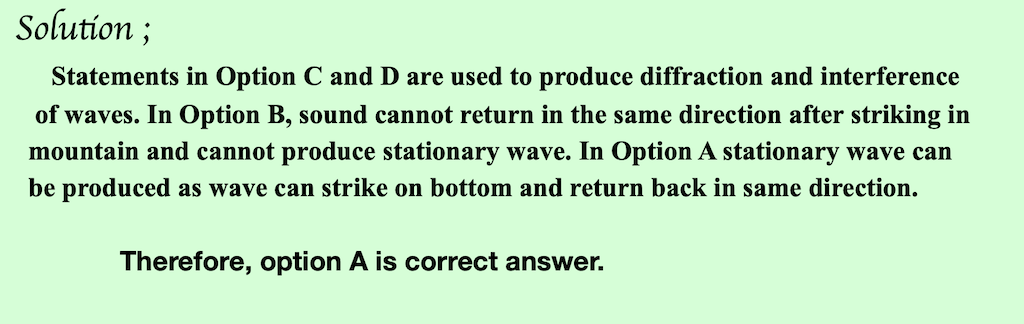 Solution ;
Statements in Option C and D are used to produce diffraction and interference
of waves. In Option B, sound cannot return in the same direction after striking in
mountain and cannot produce stationary wave. In Option A stationary wave can
be produced as wave can strike on bottom and return back in same direction.
Therefore, option A is correct answer.